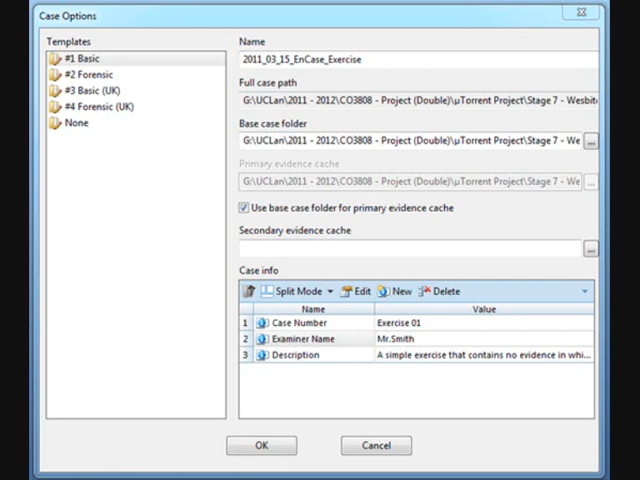 Case Options
Templates
#1 Basic
#2 Forensic
#3 Basic (UK)
#4 Forensic (UK)
None
Name
2011_03_15_EnCase_Exercise
Full case path
G:\UCLan\2011 - 2012\CO3808 - Project (Double)\µTorrent Project\Stage 7 - Wesbite
Base case folder
G:\UCLan\2011 - 2012\CO3808 - Project (Double)\µTorrent Project\Stage 7 - We ...
Primary evidence cache
G:\UCLan\2011 - 2012\CO3808 - Project (Double)\µTorrent Project\Stage 7 - We ...
Use base case folder for primary evidence cache
Secondary evidence cache
...
Case info
Split Mode Edit New Delete
Name Value
1 Case Number Exercise 01
2 Examiner Name Mr.Smith
3 Description A simple exercise that contains no evidence in whi...
OK Cancel